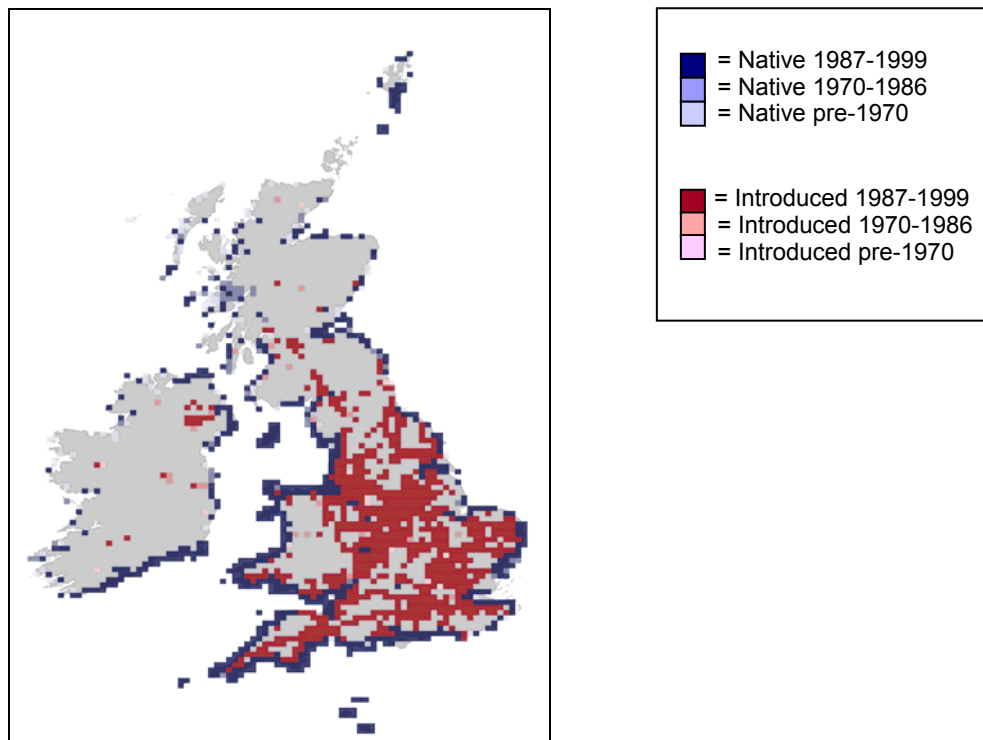 = Native 1987-1999
= Native 1970-1986
= Native pre-1970
= Introduced 1987-1999
= Introduced 1970-1986
= Introduced pre-1970